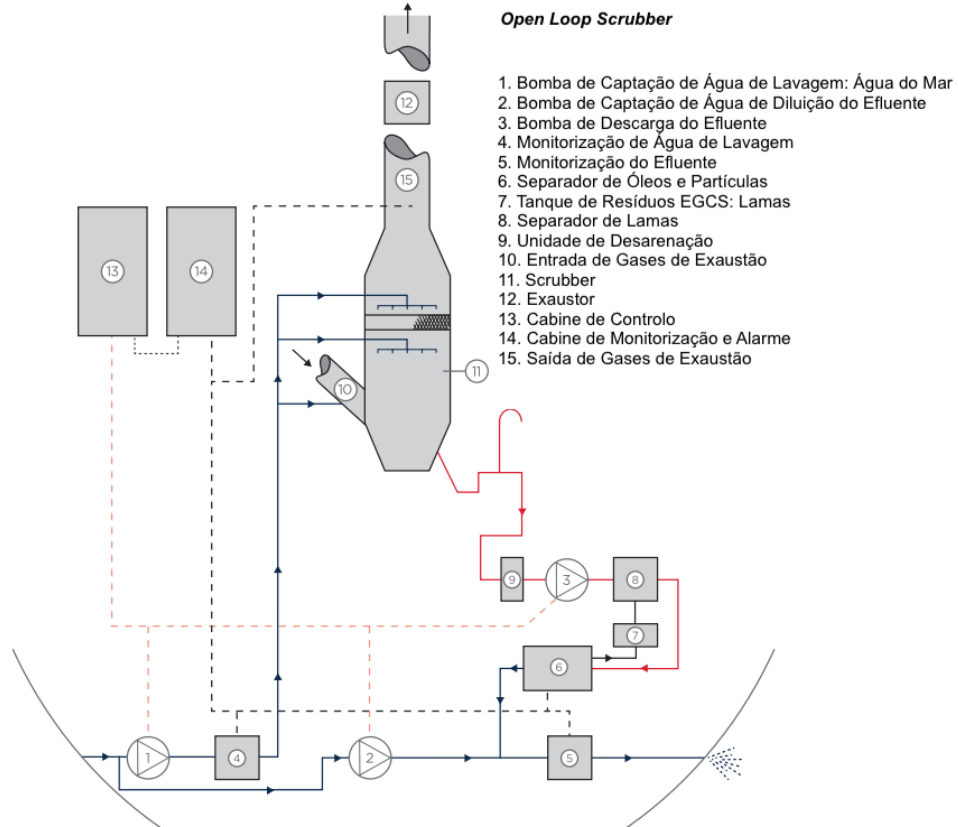 Open Loop Scrubber
1. Bomba de Captação de Água de Lavagem: Água do Mar
2. Bomba de Captação de Água de Diluição do Efluente
3. Bomba de Descarga do Efluente
4. Monitorização de Água de Lavagem
5. Monitorização do Efluente
6. Separador de Óleos e Partículas
7. Tanque de Resíduos EGCS: Lamas
8. Separador de Lamas
9. Unidade de Desarenação
10. Entrada de Gases de Exaustão
11. Scrubber
12. Exaustor
13. Cabine de Controlo
14. Cabine de Monitorização e Alarme
15. Saída de Gases de Exaustão
12
15
13
14
11
10
9
3
8
7
6
1
4
2
5